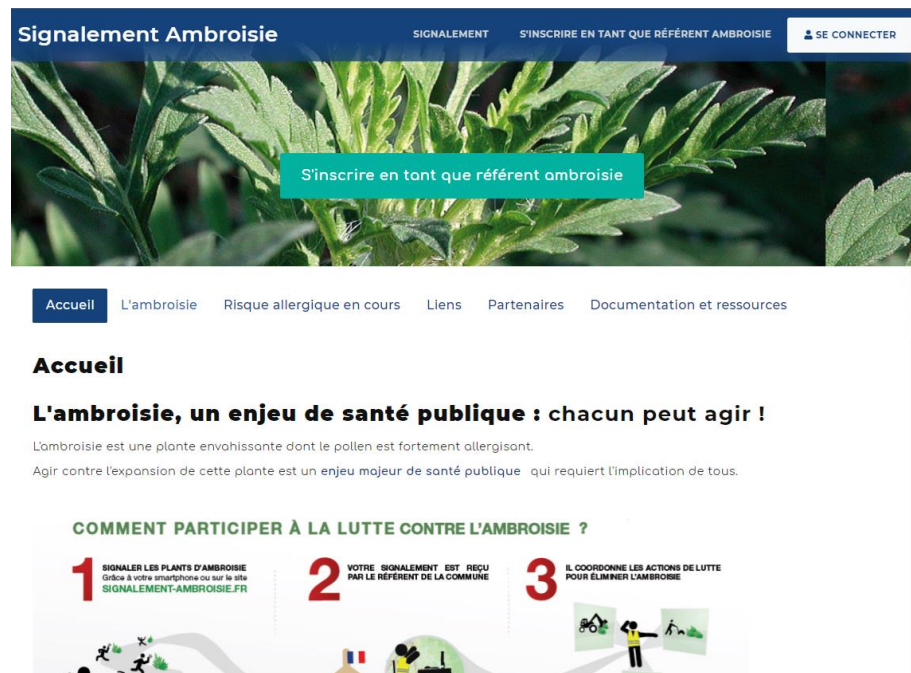 Signalement Ambroisie
SIGNALEMENT
S'INSCRIRE EN TANT QUE RÉFÉRENT AMBROISIE
SE CONNECTER
S'inscrire en tant que référent ambroisie
Accueil
L'ambroisie
Risque allergique en cours
Liens
Partenaires
Documentation et ressources
Accueil
L'ambroisie, un enjeu de santé publique : chacun peut agir !
L'ambroisie est une plante envahissante dont le pollen est fortement allergisant.
Agir contre l'expansion de cette plante est un enjeu majeur de santé publique qui requiert l'implication de tous.
COMMENT PARTICIPER À LA LUTTE CONTRE L'AMBROISIE ?
1
SIGNALER LES PLANTS D'AMBROISIE
Grâce à votre smartphone ou sur le site
SIGNALEMENT-AMBROISIE.FR
2
VOTRE SIGNALEMENT EST REÇU
PAR LE RÉFÉRENT DE LA COMMUNE
3
IL COORDONNE LES ACTIONS DE LUTTE
POUR ÉLIMINER L'AMBROISIE